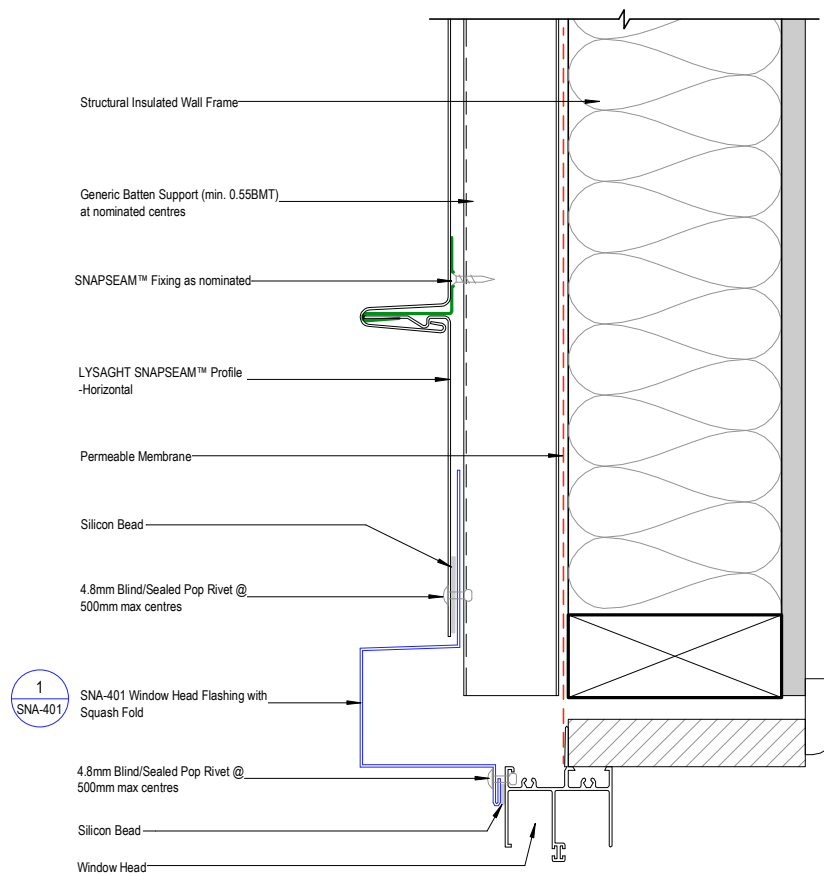 Structural Insulated Wall Frame
Generic Batten Support (min. 0.55BMT)
at nominated centres
SNAPSEAM™ Fixing as nominated
LYSAGHT SNAPSEAM™ Profile
-Horizontal
Permeable Membrane
Silicon Bead
4.8mm Blind/Sealed Pop Rivet @
500mm max centres
1
SNA-401
SNA-401 Window Head Flashing with
Squash Fold
4.8mm Blind/Sealed Pop Rivet @
500mm max centres
Silicon Bead
Window Head